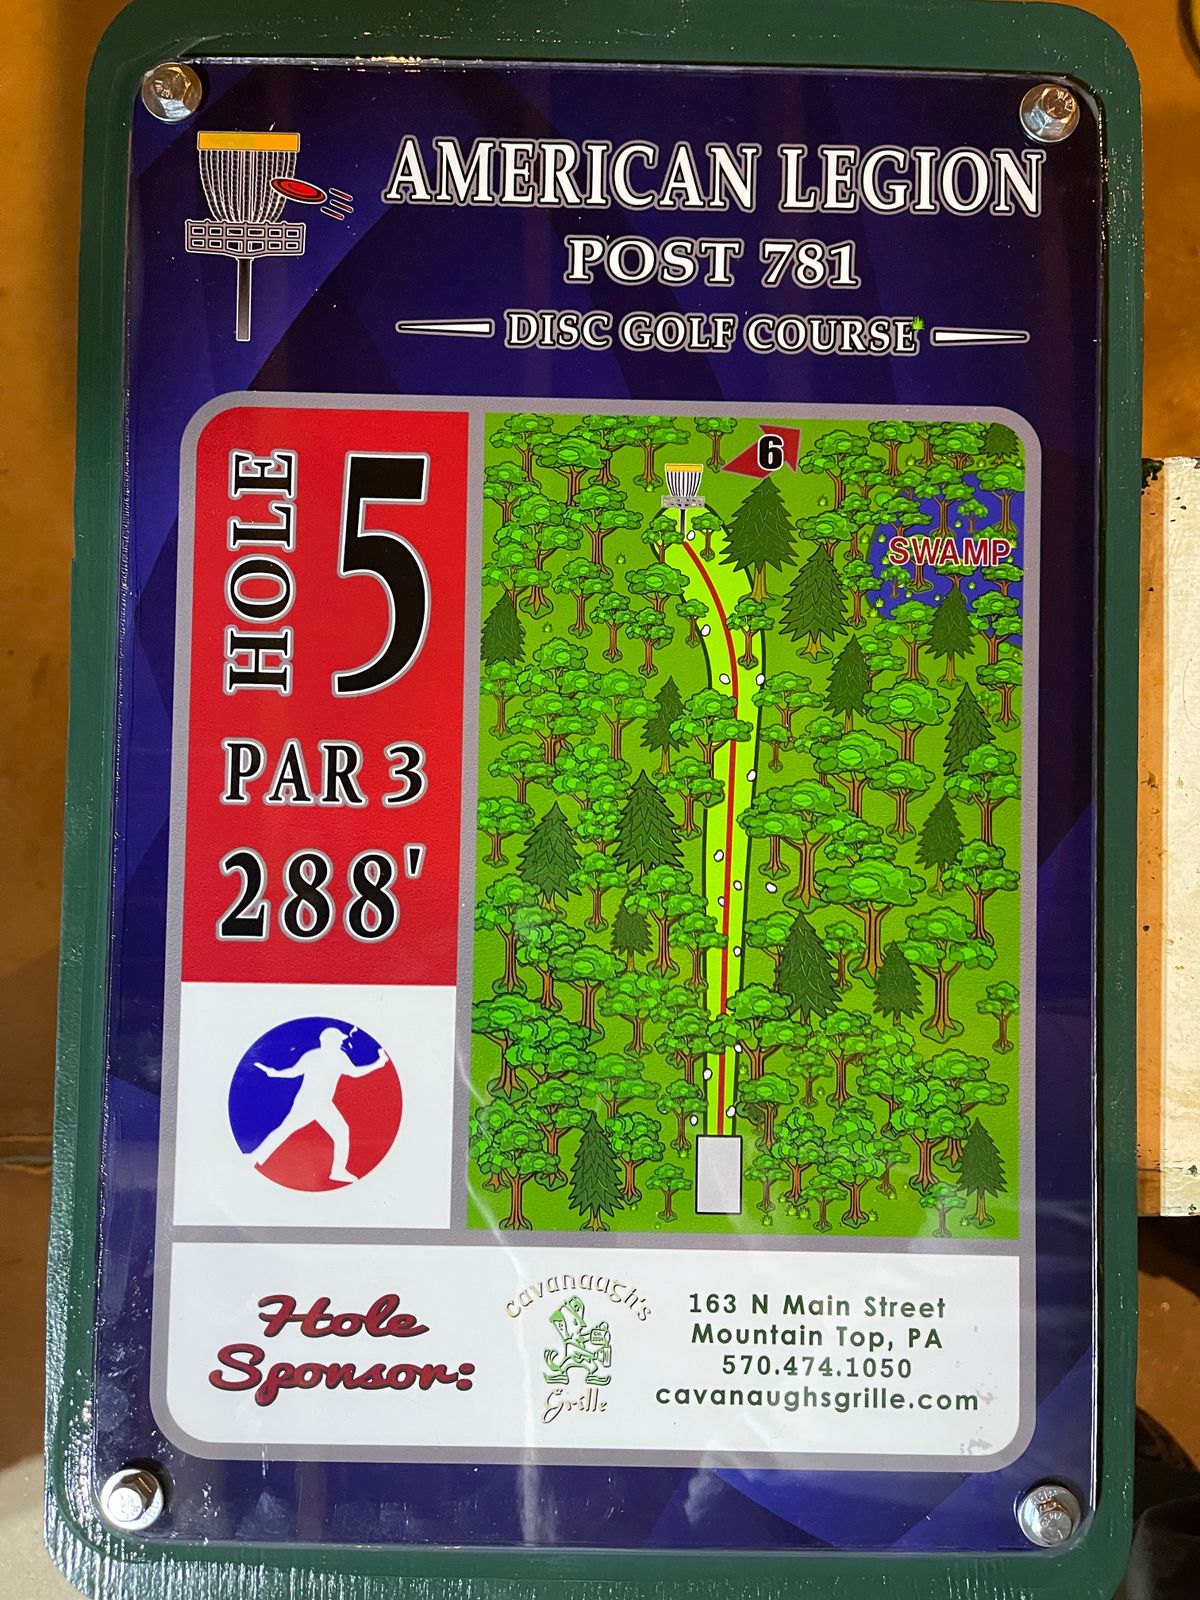 AMERICAN LEGION
POST 781
DISC GOLF COURSE
HOLE 5
PAR 3
288'
6
SWAMP
Hole
Sponsor:
Cavanaugh's
Grille
163 N Main Street
Mountain Top, PA
570.474.1050
cavanaughsgrille.com